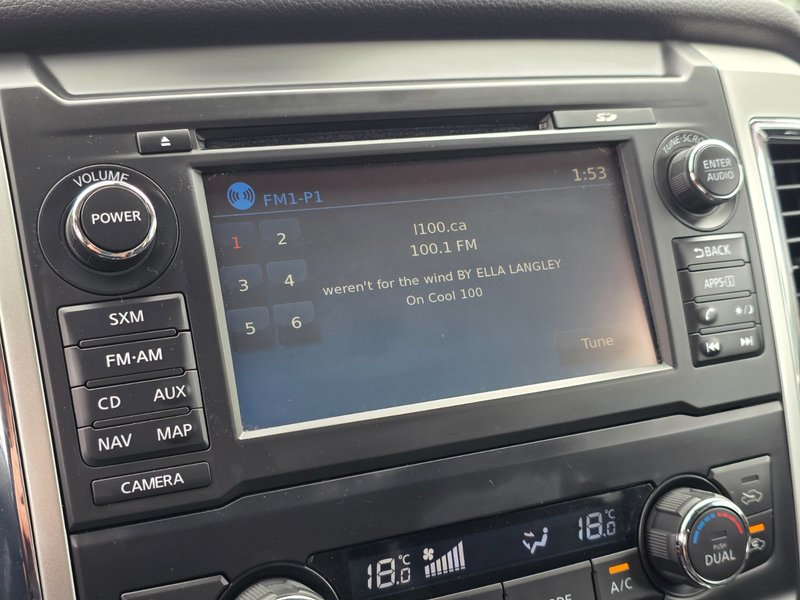 SD
VOLUME
POWER
TUNE·SCROLL
ENTER
AUDIO
FM1-P1
1:53
1
2
3
4
5
6
l100.ca
100.1 FM
weren't for the wind BY ELLA LANGLEY
On Cool 100
Tune
SXM
FM·AM
CD AUX
NAV MAP
CAMERA
BACK
APPS·i
18.0 °C
18.0 °C
A/C
PUSH
DUAL